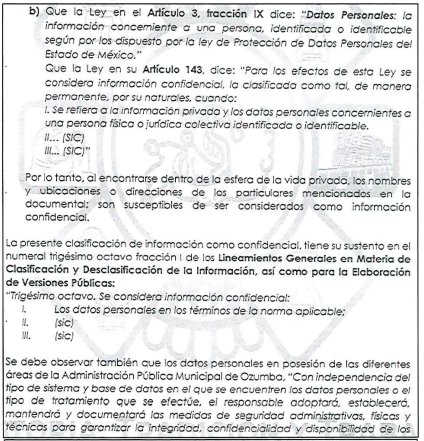 b) Que la Ley en el Artículo 3, fracción IX dice: "Datos Personales: la
información concerniente a una persona, identificada o identificable
según por los dispuesto por la ley de Protección de Datos Personales del
Estado de México."
Que la Ley en su Artículo 143, dice: "Para los efectos de esta Ley se
considera información confidencial, la clasificada como tal, de manera
permanente, por su naturales, cuando:
I. Se refiera a la información privada y los datos personales concernientes a
una persona física o jurídica colectiva identificada o identificable.
II... (SIC)
III... (SIC)"
Por lo tanto, al encontrarse dentro de la esfera de la vida privada, los nombres
y ubicaciones o direcciones de los particulares mencionados en la
documental; son susceptibles de ser considerados como información
confidencial.
La presente clasificación de información como confidencial, tiene su sustento en el
numeral trigésimo octavo fracción I de los Lineamientos Generales en Materia de
Clasificación y Desclasificación de la Información, así como para la Elaboración
de Versiones Públicas:
"Trigésimo octavo. Se considera información confidencial:
I. Los datos personales en los términos de la norma aplicable;
II. (sic)
III. (sic)
Se debe observar también que los datos personales en posesión de las diferentes
áreas de la Administración Pública Municipal de Ozumba, "Con independencia del
tipo de sistema y base de datos en el que se encuentren los datos personales o el
tipo de tratamiento que se efectúe, el responsable adoptará, establecerá,
mantendrá y documentará las medidas de seguridad administrativas, físicas y
técnicas para garantizar la integridad, confidencialidad y disponibilidad de los